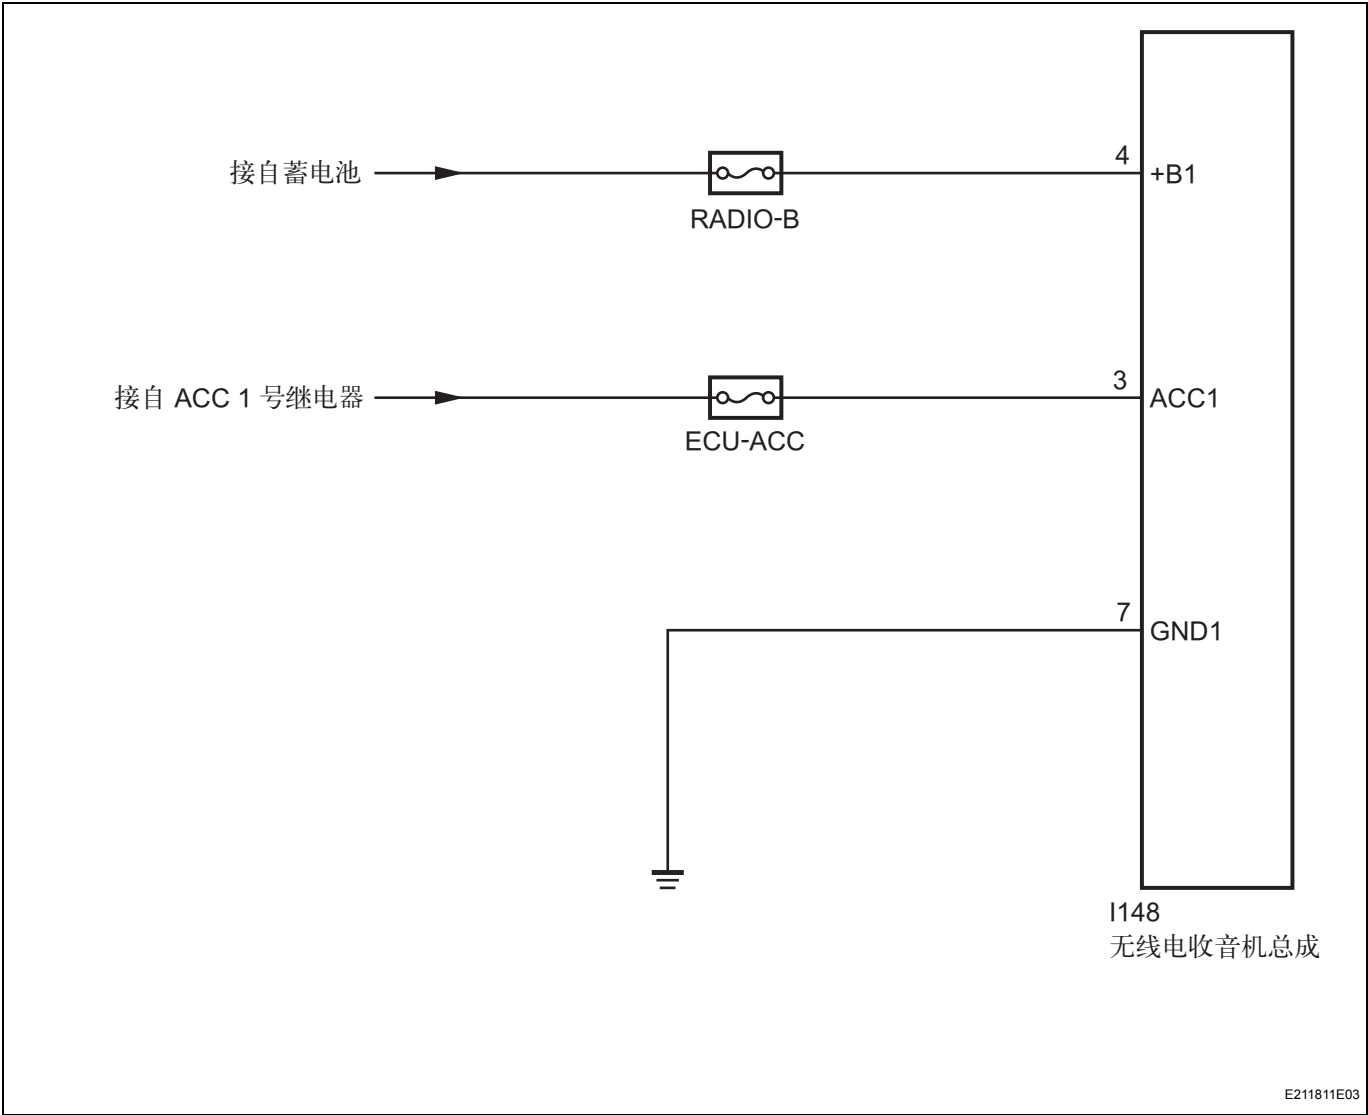 4
接自蓄电池
+B1
RADIO-B
3
接自 ACC 1 号继电器
ACC1
ECU-ACC
7
GND1
I148
无线电收音机总成
E211811E03